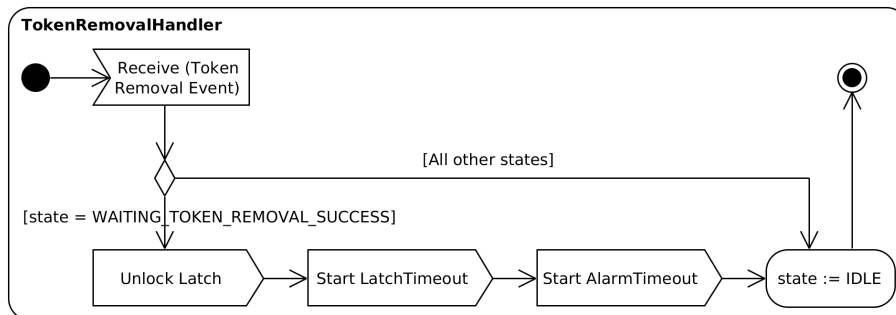 TokenRemovalHandler
Receive (Token
Removal Event)
[All other states]
[state = WAITING_TOKEN_REMOVAL_SUCCESS]
Unlock Latch
Start LatchTimeout
Start AlarmTimeout
state := IDLE